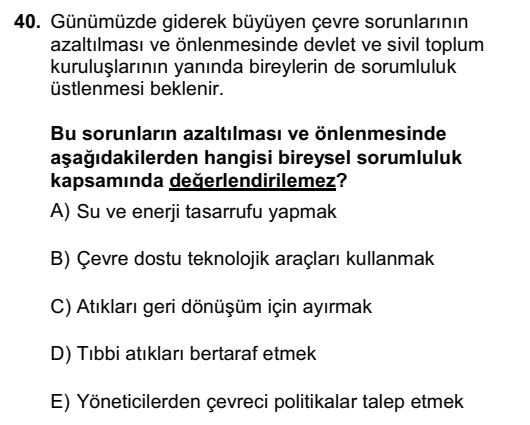 40. Günümüzde giderek büyüyen çevre sorunlarının
azaltılması ve önlenmesinde devlet ve sivil toplum
kuruluşlarının yanında bireylerin de sorumluluk
üstlenmesi beklenir.
Bu sorunların azaltılması ve önlenmesinde
aşağıdakilerden hangisi bireysel sorumluluk
kapsamında değerlendirilemez?
A) Su ve enerji tasarrufu yapmak
B) Çevre dostu teknolojik araçları kullanmak
C) Atıkları geri dönüşüm için ayırmak
D) Tıbbi atıkları bertaraf etmek
E) Yöneticilerden çevreci politikalar talep etmek